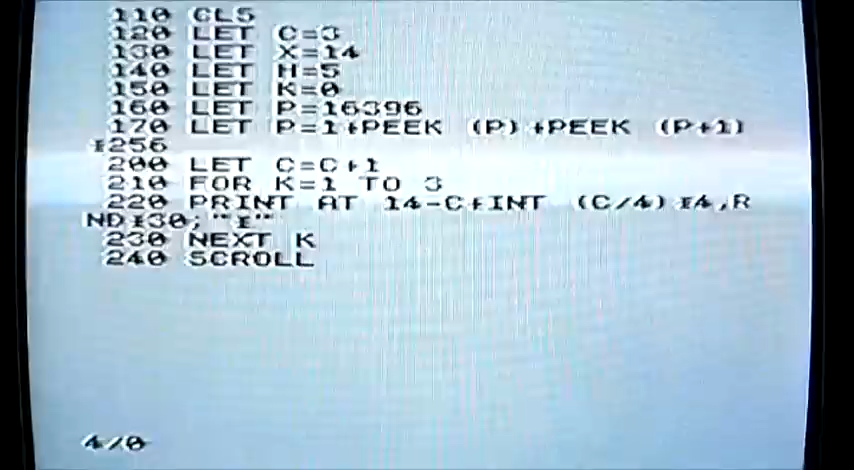 110 CLS
120 LET C=3
130 LET X=14
140 LET H=5
150 LET K=0
160 LET P=16396
170 LET P=1+PEEK (P)+PEEK (P+1)
*256
200 LET C=C+1
210 FOR K=1 TO 3
220 PRINT AT 14-C+INT (C/4)*4,R
ND*30;"*"
230 NEXT K
240 SCROLL
4/0